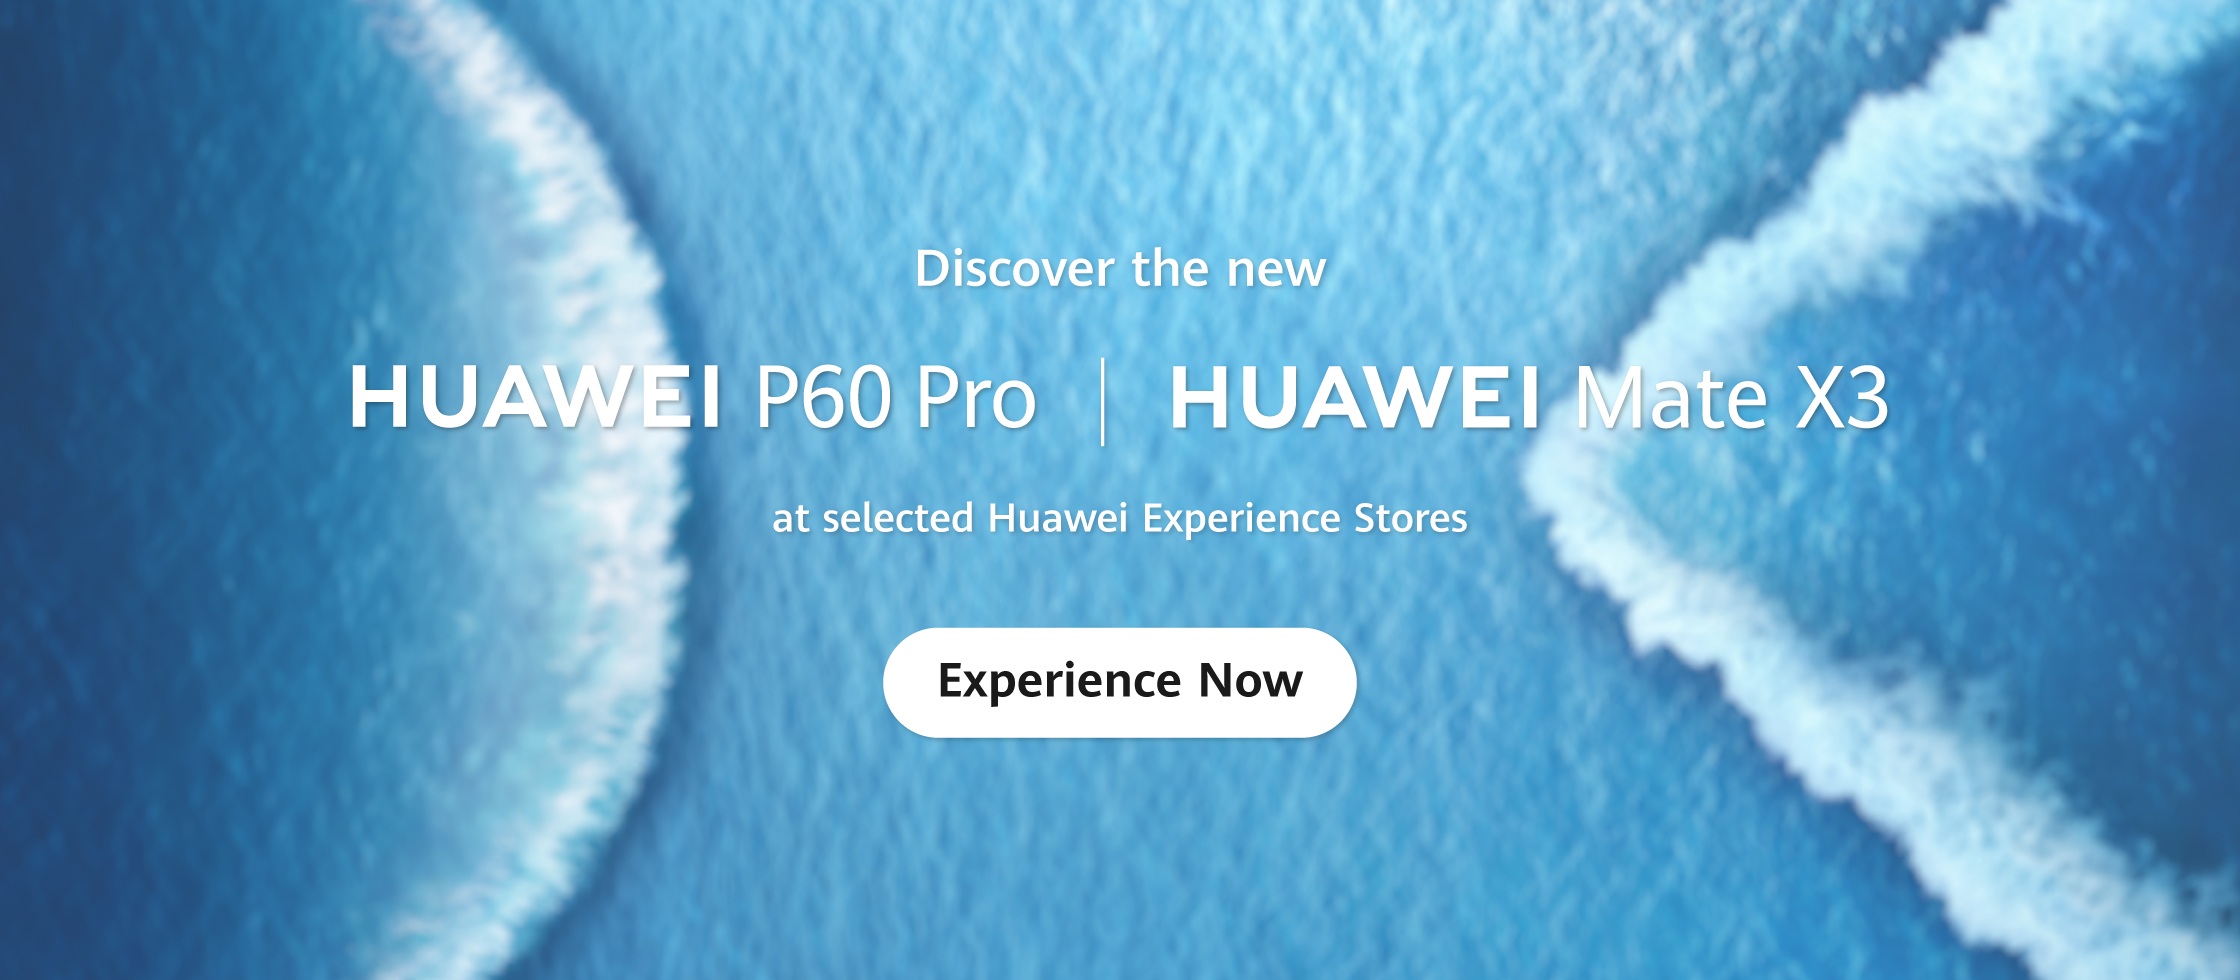 Discover the new
HUAWEI P60 Pro | HUAWEI Mate X3
at selected Huawei Experience Stores
Experience Now